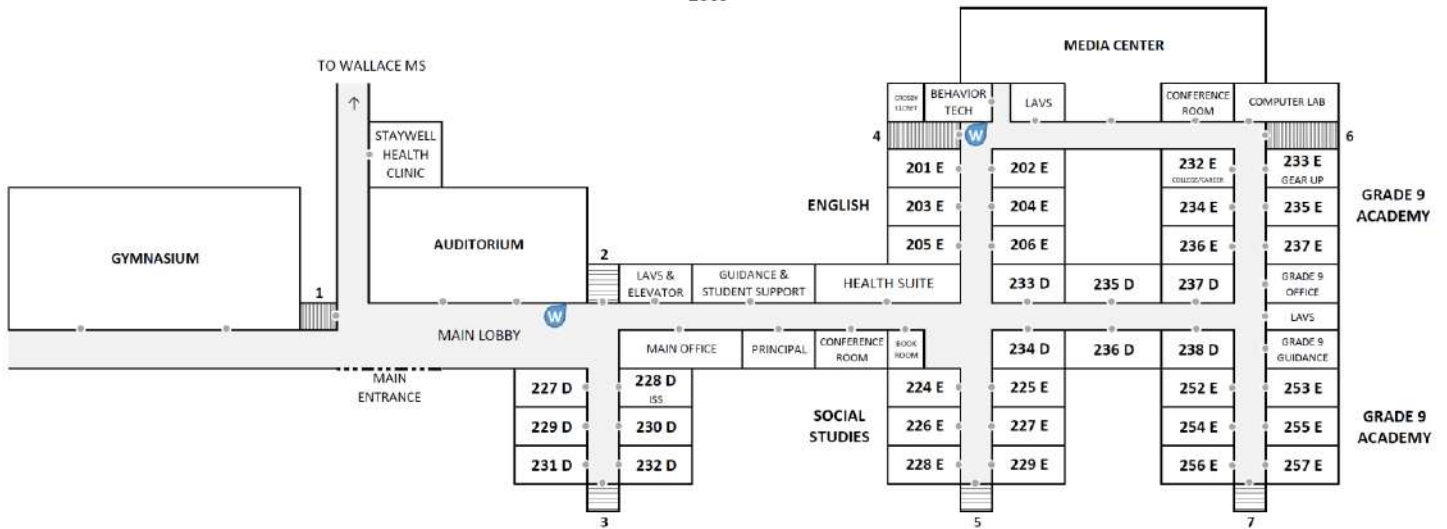 MEDIA CENTER
TO WALLACE MS
↑
CROSBY
CLOSET
BEHAVIOR
TECH
LAVS
CONFERENCE
ROOM
COMPUTER LAB
STAYWELL
HEALTH
CLINIC
4
W
6
201 E
202 E
232 E
COLLEGE/CAREER
233 E
GEAR UP
ENGLISH
203 E
204 E
234 E
235 E
GRADE 9
ACADEMY
205 E
206 E
236 E
237 E
GYMNASIUM
AUDITORIUM
1
2
LAVS &
ELEVATOR
GUIDANCE &
STUDENT SUPPORT
HEALTH SUITE
233 D
235 D
237 D
GRADE 9
OFFICE
W
LAVS
MAIN LOBBY
MAIN OFFICE
PRINCIPAL
CONFERENCE
ROOM
BOOK
ROOM
234 D
236 D
238 D
GRADE 9
GUIDANCE
MAIN
ENTRANCE
227 D
228 D
ISS
224 E
225 E
252 E
253 E
229 D
230 D
SOCIAL
STUDIES
226 E
227 E
254 E
255 E
GRADE 9
ACADEMY
231 D
232 D
228 E
229 E
256 E
257 E
3
5
7